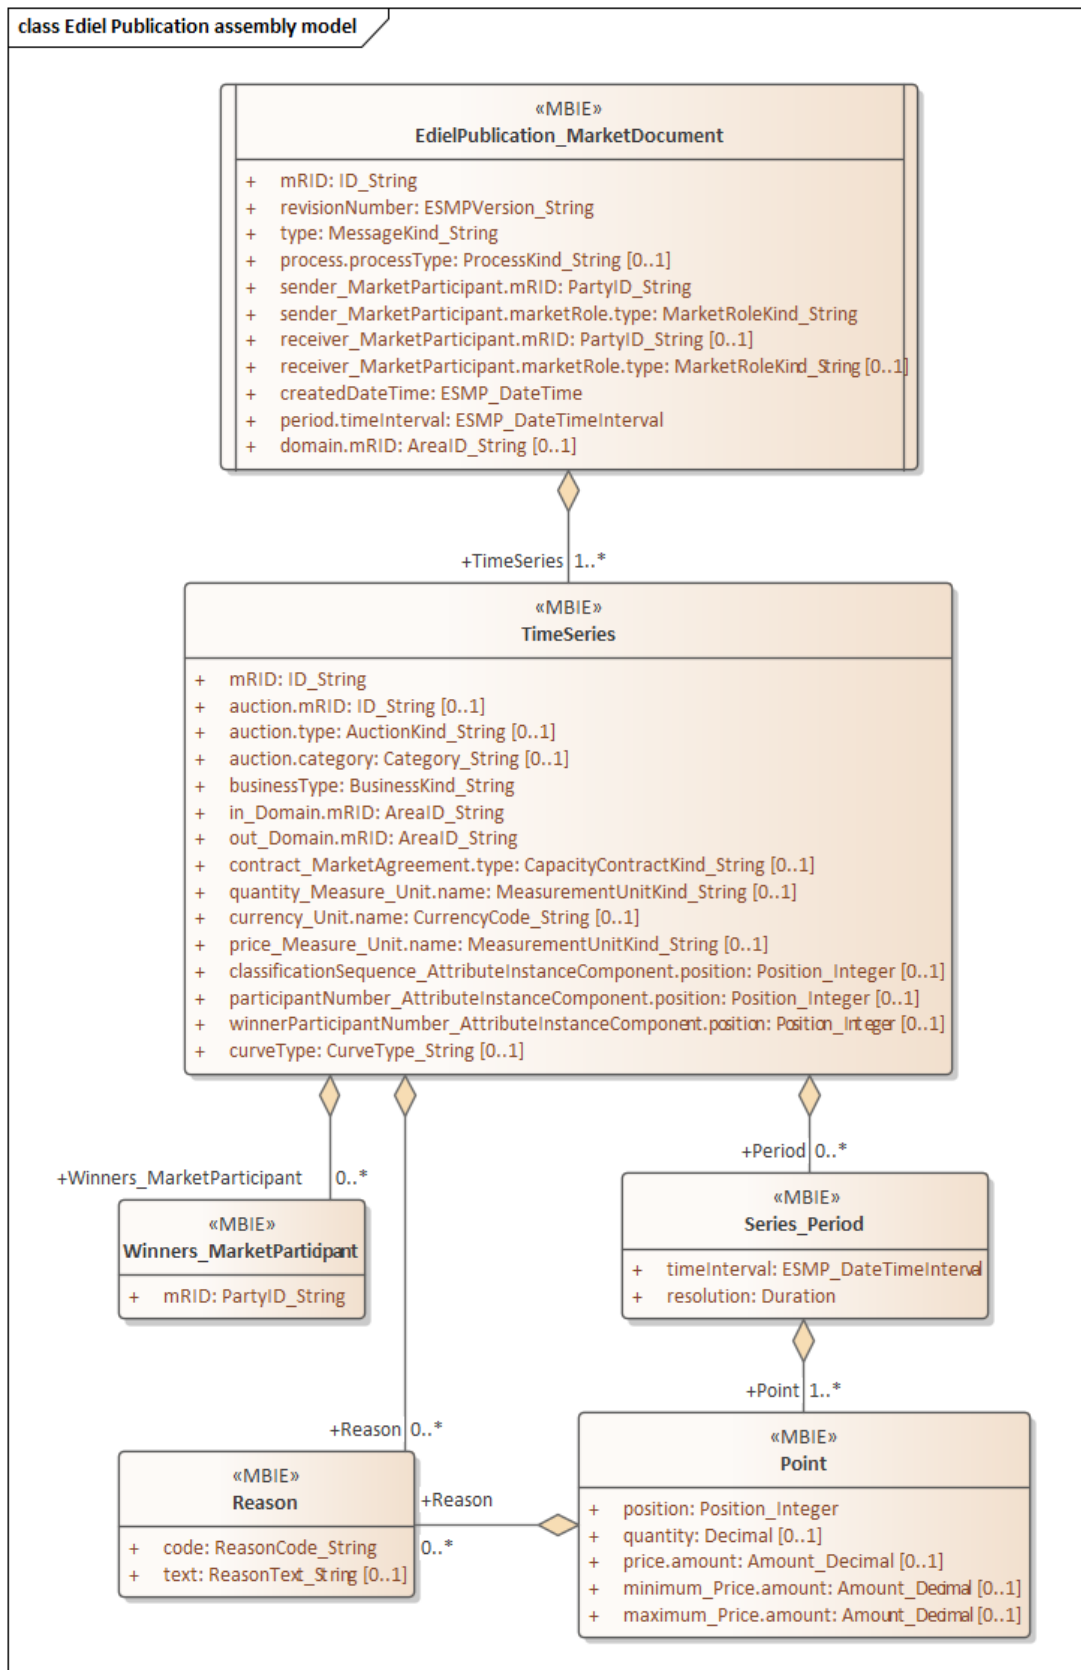 class Ediel Publication assembly model
«MBIE»
EdielPublication_MarketDocument
+ mRID: ID_String
+ revisionNumber: ESMPVersion_String
+ type: MessageKind_String
+ process.processType: ProcessKind_String [0..1]
+ sender_MarketParticipant.mRID: PartyID_String
+ sender_MarketParticipant.marketRole.type: MarketRoleKind_String
+ receiver_MarketParticipant.mRID: PartyID_String [0..1]
+ receiver_MarketParticipant.marketRole.type: MarketRoleKind_String [0..1]
+ createdDateTime: ESMP_DateTime
+ period.timeInterval: ESMP_DateTimeInterval
+ domain.mRID: AreaID_String [0..1]
+TimeSeries 1..*
«MBIE»
TimeSeries
+ mRID: ID_String
+ auction.mRID: ID_String [0..1]
+ auction.type: AuctionKind_String [0..1]
+ auction.category: Category_String [0..1]
+ businessType: BusinessKind_String
+ in_Domain.mRID: AreaID_String
+ out_Domain.mRID: AreaID_String
+ contract_MarketAgreement.type: CapacityContractKind_String [0..1]
+ quantity_Measure_Unit.name: MeasurementUnitKind_String [0..1]
+ currency_Unit.name: CurrencyCode_String [0..1]
+ price_Measure_Unit.name: MeasurementUnitKind_String [0..1]
+ classificationSequence_AttributeInstanceComponent.position: Position_Integer [0..1]
+ participantNumber_AttributeInstanceComponent.position: Position_Integer [0..1]
+ winnerParticipantNumber_AttributeInstanceComponent.position: Position_Integer [0..1]
+ curveType: CurveType_String [0..1]
+Winners_MarketParticipant 0..*
«MBIE»
Winners_MarketParticipant
+ mRID: PartyID_String
+Period 0..*
«MBIE»
Series_Period
+ timeInterval: ESMP_DateTimeInterval
+ resolution: Duration
+Point 1..*
+Reason 0..*
«MBIE»
Reason
+ code: ReasonCode_String
+ text: ReasonText_String [0..1]
+Reason
0..*
«MBIE»
Point
+ position: Position_Integer
+ quantity: Decimal [0..1]
+ price.amount: Amount_Decimal [0..1]
+ minimum_Price.amount: Amount_Decimal [0..1]
+ maximum_Price.amount: Amount_Decimal [0..1]